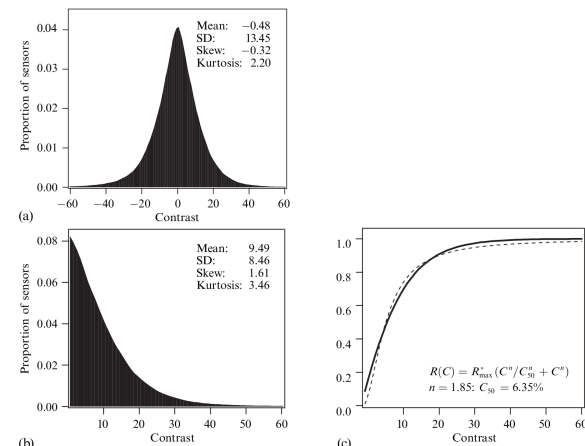 Proportion of sensors
0.04
0.03
0.02
0.01
0.00
Mean: −0.48
SD: 13.45
Skew: −0.32
Kurtosis: 2.20
−60 −40 −20 0 20 40 60
(a)
Contrast
Proportion of sensors
0.08
0.06
0.04
0.02
0.00
Mean: 9.49
SD: 8.46
Skew: 1.61
Kurtosis: 3.46
10 20 30 40 50 60
(b) Contrast
1.0
0.8
0.6
0.4
0.2
0.0
R(C) = R*max (Cⁿ/Cⁿ50 + Cⁿ)
n = 1.85: C50 = 6.35%
10 20 30 40 50
(c) Contrast